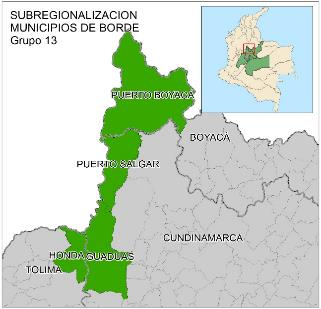 SUBREGIONALIZACION
MUNICIPIOS DE BORDE
Grupo 13
PUERTO BOYACA
BOYACA
PUERTO SALGAR
CUNDINAMARCA
HONDA
GUADUAS
TOLIMA